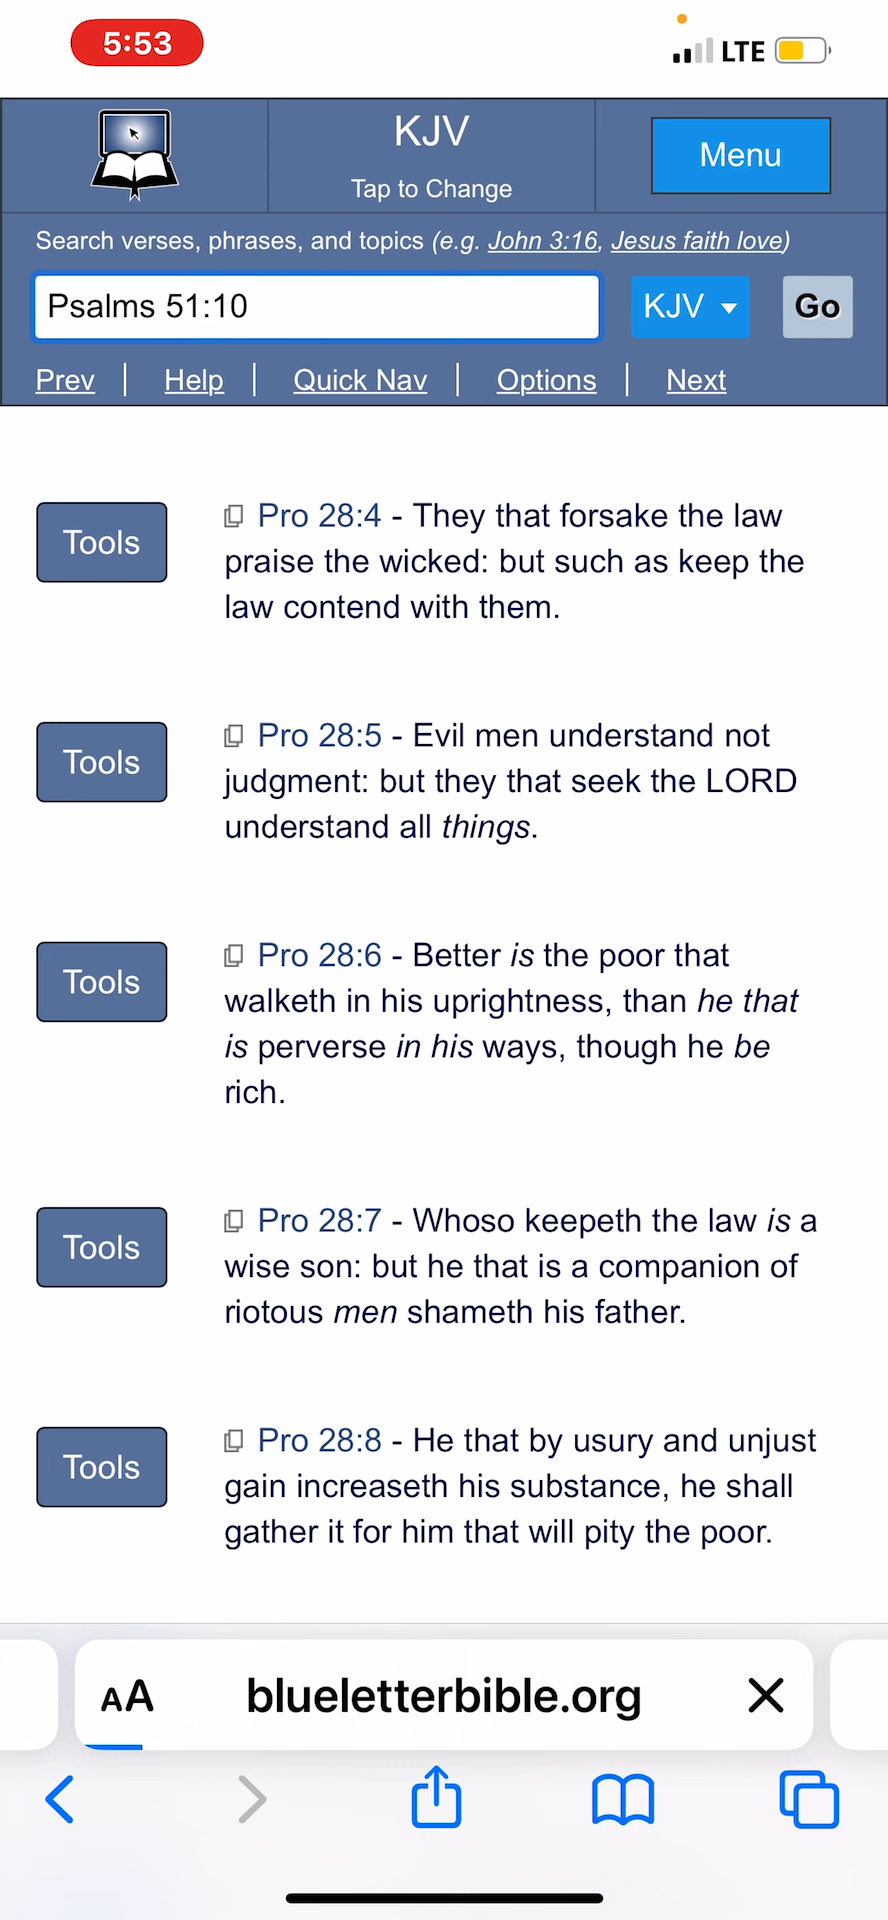 5:53
LTE
KJV
Tap to Change
Menu
Search verses, phrases, and topics (e.g. John 3:16, Jesus faith love)
Psalms 51:10
KJV
Go
Prev | Help | Quick Nav | Options | Next
Tools
Pro 28:4 - They that forsake the law
praise the wicked: but such as keep the
law contend with them.
Tools
Pro 28:5 - Evil men understand not
judgment: but they that seek the LORD
understand all things.
Tools
Pro 28:6 - Better is the poor that
walketh in his uprightness, than he that
is perverse in his ways, though he be
rich.
Tools
Pro 28:7 - Whoso keepeth the law is a
wise son: but he that is a companion of
riotous men shameth his father.
Tools
Pro 28:8 - He that by usury and unjust
gain increaseth his substance, he shall
gather it for him that will pity the poor.
AA
blueletterbible.org